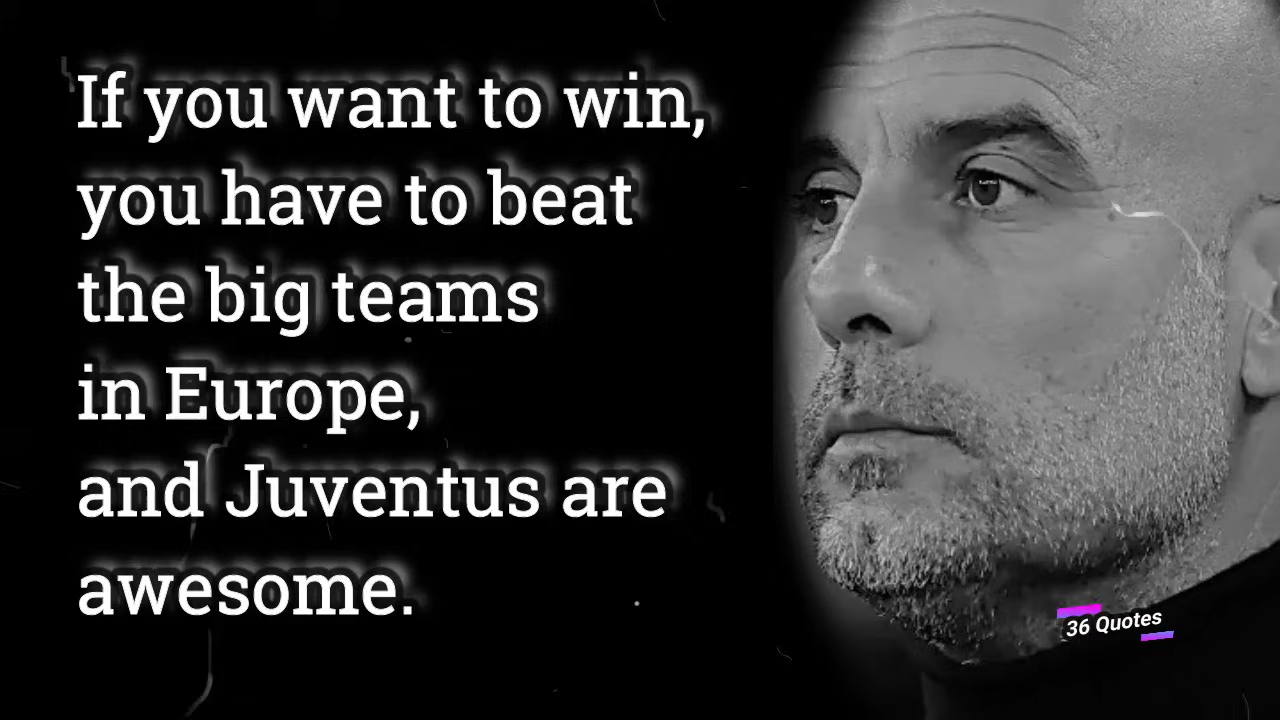 If you want to win,
you have to beat
the big teams
in Europe,
and Juventus are
awesome.
36 Quotes